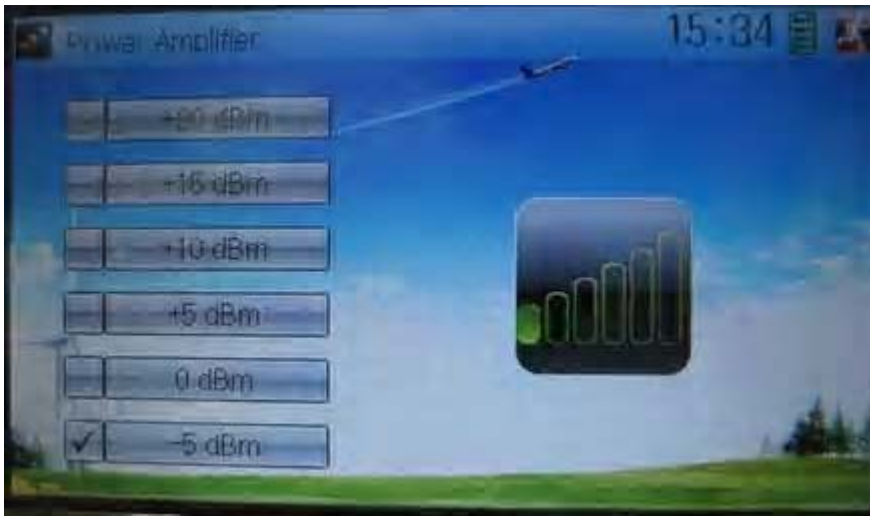 Power Amplifier 15:34
+20 dBm
+15 dBm
+10 dBm
+5 dBm
0 dBm
-5 dBm